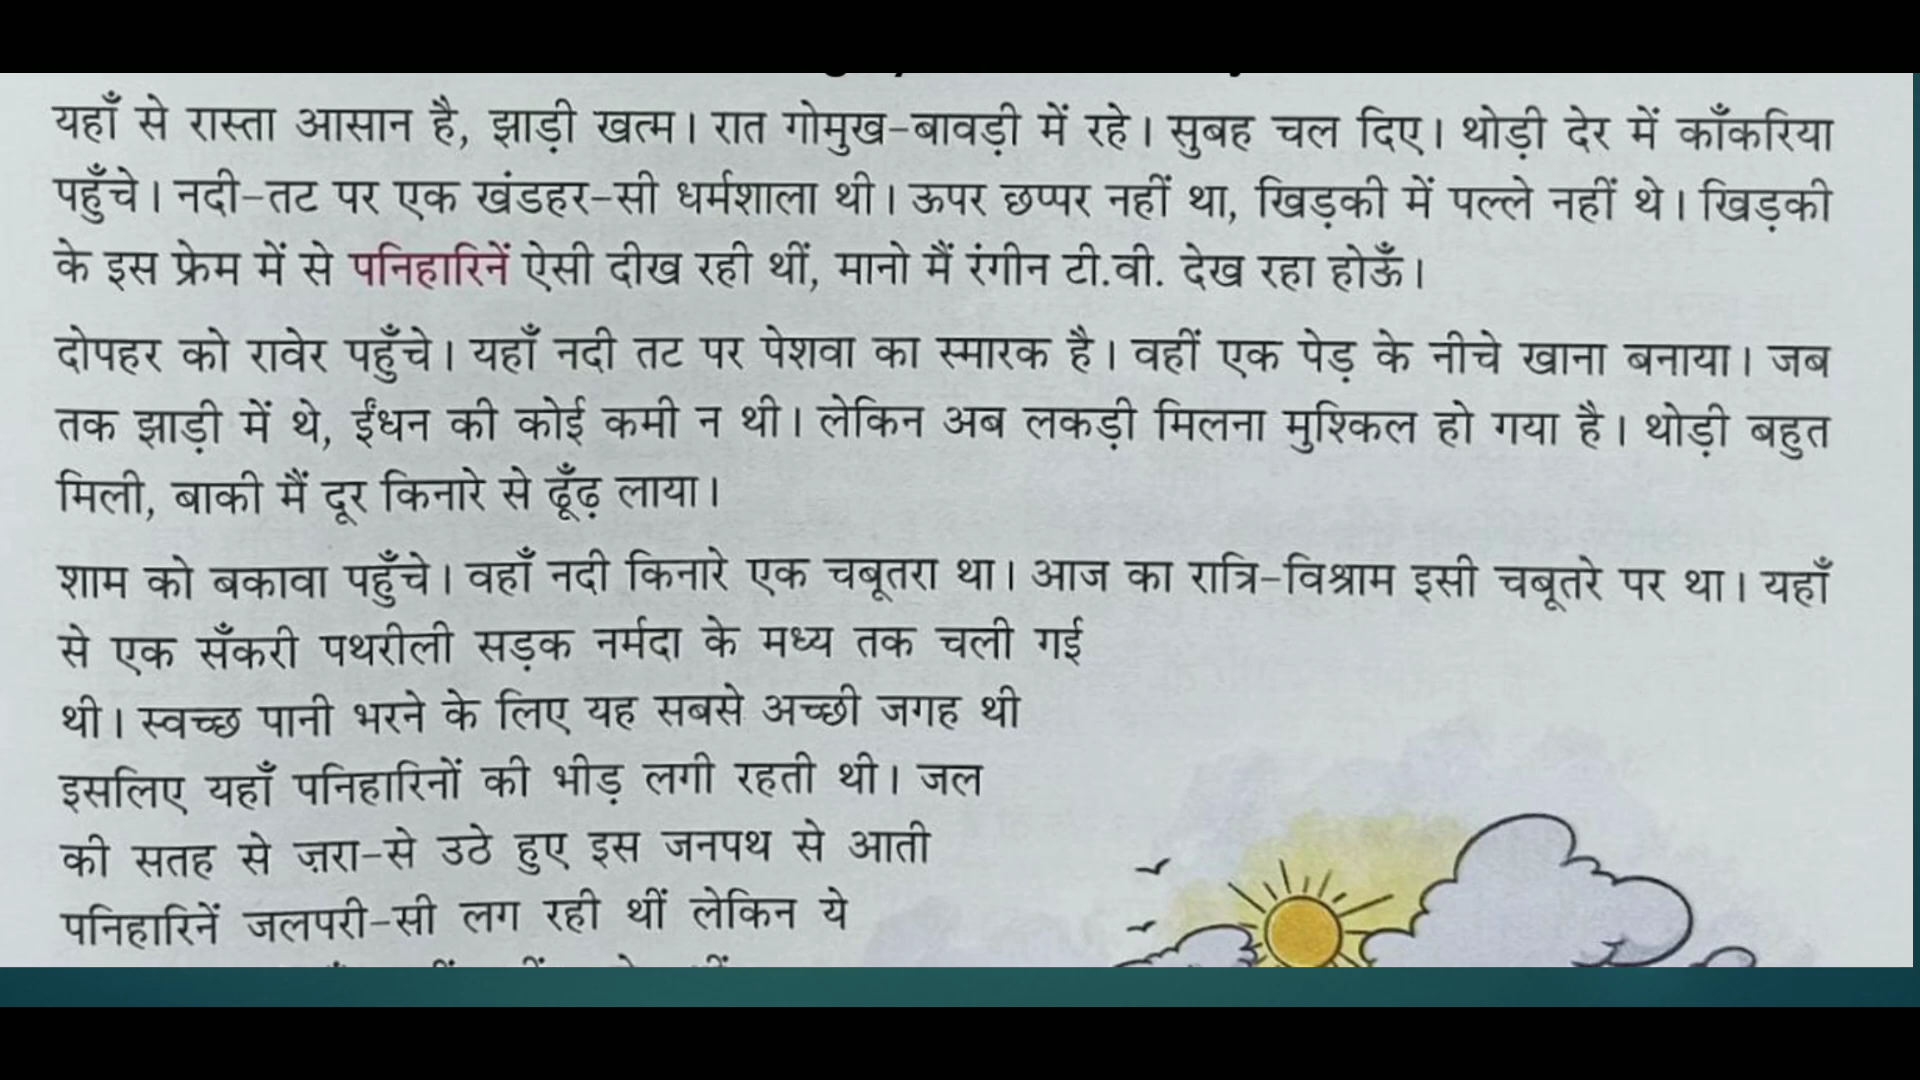 यहाँ से रास्ता आसान है, झाड़ी खत्म। रात गोमुख-बावड़ी में रहे। सुबह चल दिए। थोड़ी देर में काँकरिया
पहुँचे। नदी-तट पर एक खंडहर-सी धर्मशाला थी। ऊपर छप्पर नहीं था, खिड़की में पल्ले नहीं थे। खिड़की
के इस फ्रेम में से पनिहारिनें ऐसी दीख रही थीं, मानो मैं रंगीन टी.वी. देख रहा होऊँ।
दोपहर को रावेर पहुँचे। यहाँ नदी तट पर पेशवा का स्मारक है। वहीं एक पेड़ के नीचे खाना बनाया। जब
तक झाड़ी में थे, ईंधन की कोई कमी न थी। लेकिन अब लकड़ी मिलना मुश्किल हो गया है। थोड़ी बहुत
मिली, बाकी मैं दूर किनारे से ढूँढ़ लाया।
शाम को बकावा पहुँचे। वहाँ नदी किनारे एक चबूतरा था। आज का रात्रि-विश्राम इसी चबूतरे पर था। यहाँ
से एक सँकरी पथरीली सड़क नर्मदा के मध्य तक चली गई
थी। स्वच्छ पानी भरने के लिए यह सबसे अच्छी जगह थी
इसलिए यहाँ पनिहारिनों की भीड़ लगी रहती थी। जल
की सतह से ज़रा-से उठे हुए इस जनपथ से आती
पनिहारिनें जलपरी-सी लग रही थीं लेकिन ये